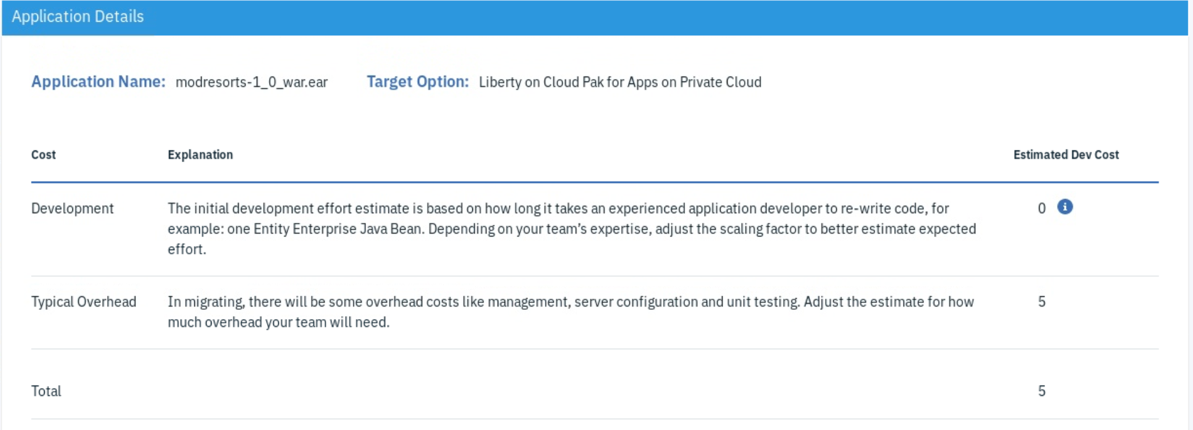 Application Details
Application Name: modresorts-1_0_war.ear Target Option: Liberty on Cloud Pak for Apps on Private Cloud
Cost Explanation Estimated Dev Cost
Development The initial development effort estimate is based on how long it takes an experienced application developer to re-write code, for 0 i
example: one Entity Enterprise Java Bean. Depending on your team's expertise, adjust the scaling factor to better estimate expected
effort.
Typical Overhead In migrating, there will be some overhead costs like management, server configuration and unit testing. Adjust the estimate for how 5
much overhead your team will need.
Total 5